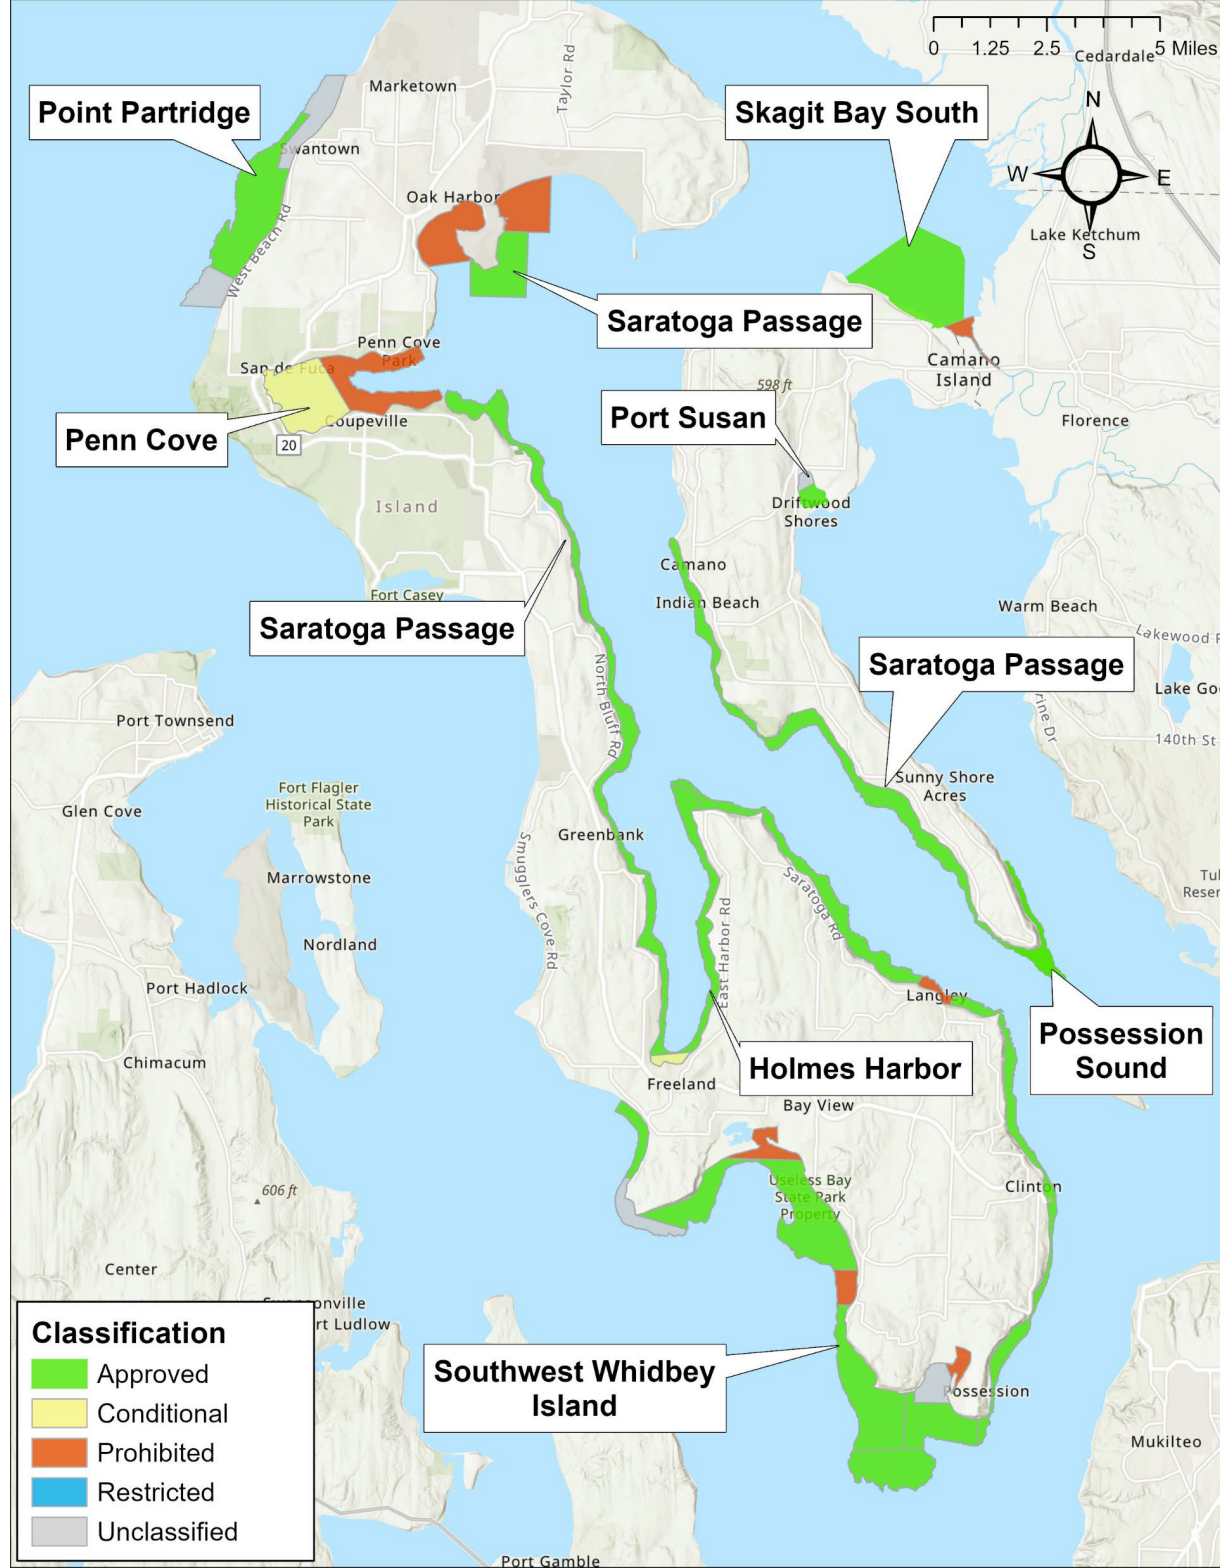 0 1.25 2.5 5 Miles
Cedardale
Marketown
Taylor Rd
Point Partridge
Skagit Bay South
N
W
E
S
Swantown
Oak Harbor
West Beach Rd
Lake Ketchum
Saratoga Passage
Penn Cove
Park
San de Fuca
Camano
Island
598 ft
Port Susan
Penn Cove
Coupeville
20
Florence
Island
Driftwood
Shores
Camano
Fort Casey
Indian Beach
Warm Beach
Saratoga Passage
Lakewood
Saratoga Passage
North Bluff Rd
Port Townsend
140th St
Fort Flagler
Historical State
Park
Sunny Shore
Acres
Glen Cove
Greenbank
Smugglers Cove Rd
Marrowstone
Saratoga Rd
East Harbor Rd
Nordland
Port Hadlock
Langley
Possession
Sound
Chimacum
Holmes Harbor
Freeland
Bay View
606 ft
Useless Bay
State Park
Property
Clinton
Center
Classification
Approved
Conditional
Prohibited
Restricted
Unclassified
Southwest Whidbey
Island
Possession
Mukilteo
Port Gamble